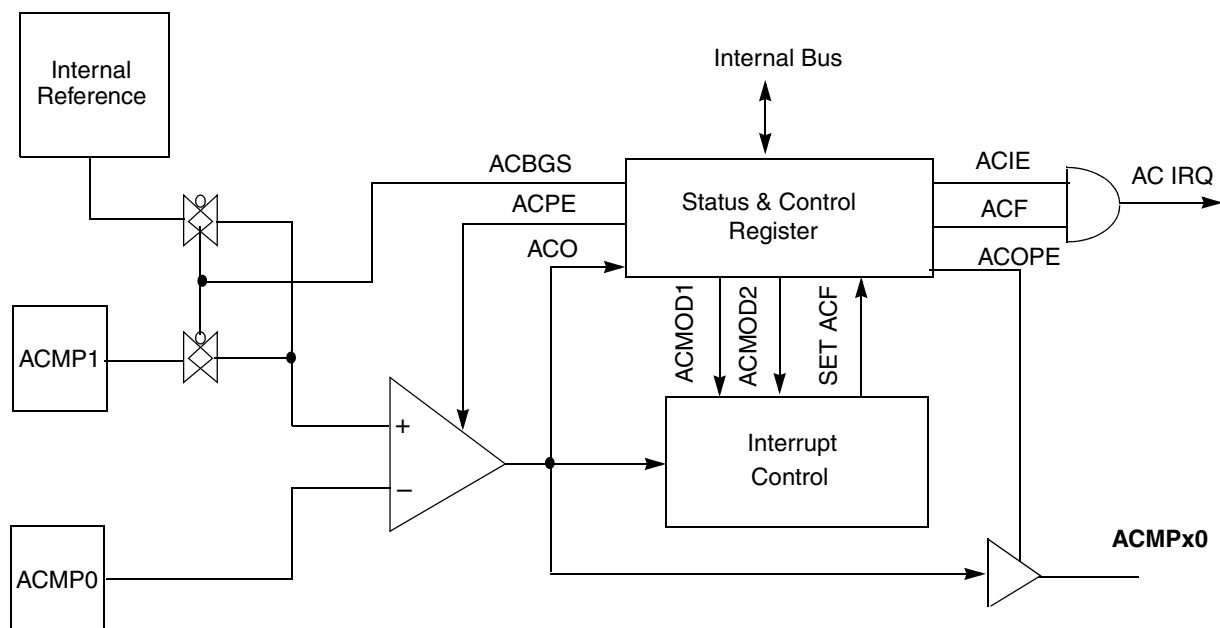 Internal
Reference
Internal Bus
ACBGS
ACPE
ACO
Status & Control
Register
ACIE
ACF
ACOPE
AC IRQ
ACMP1
ACMOD1
ACMOD2
SET ACF
+
−
Interrupt
Control
ACMP0
ACMPx0